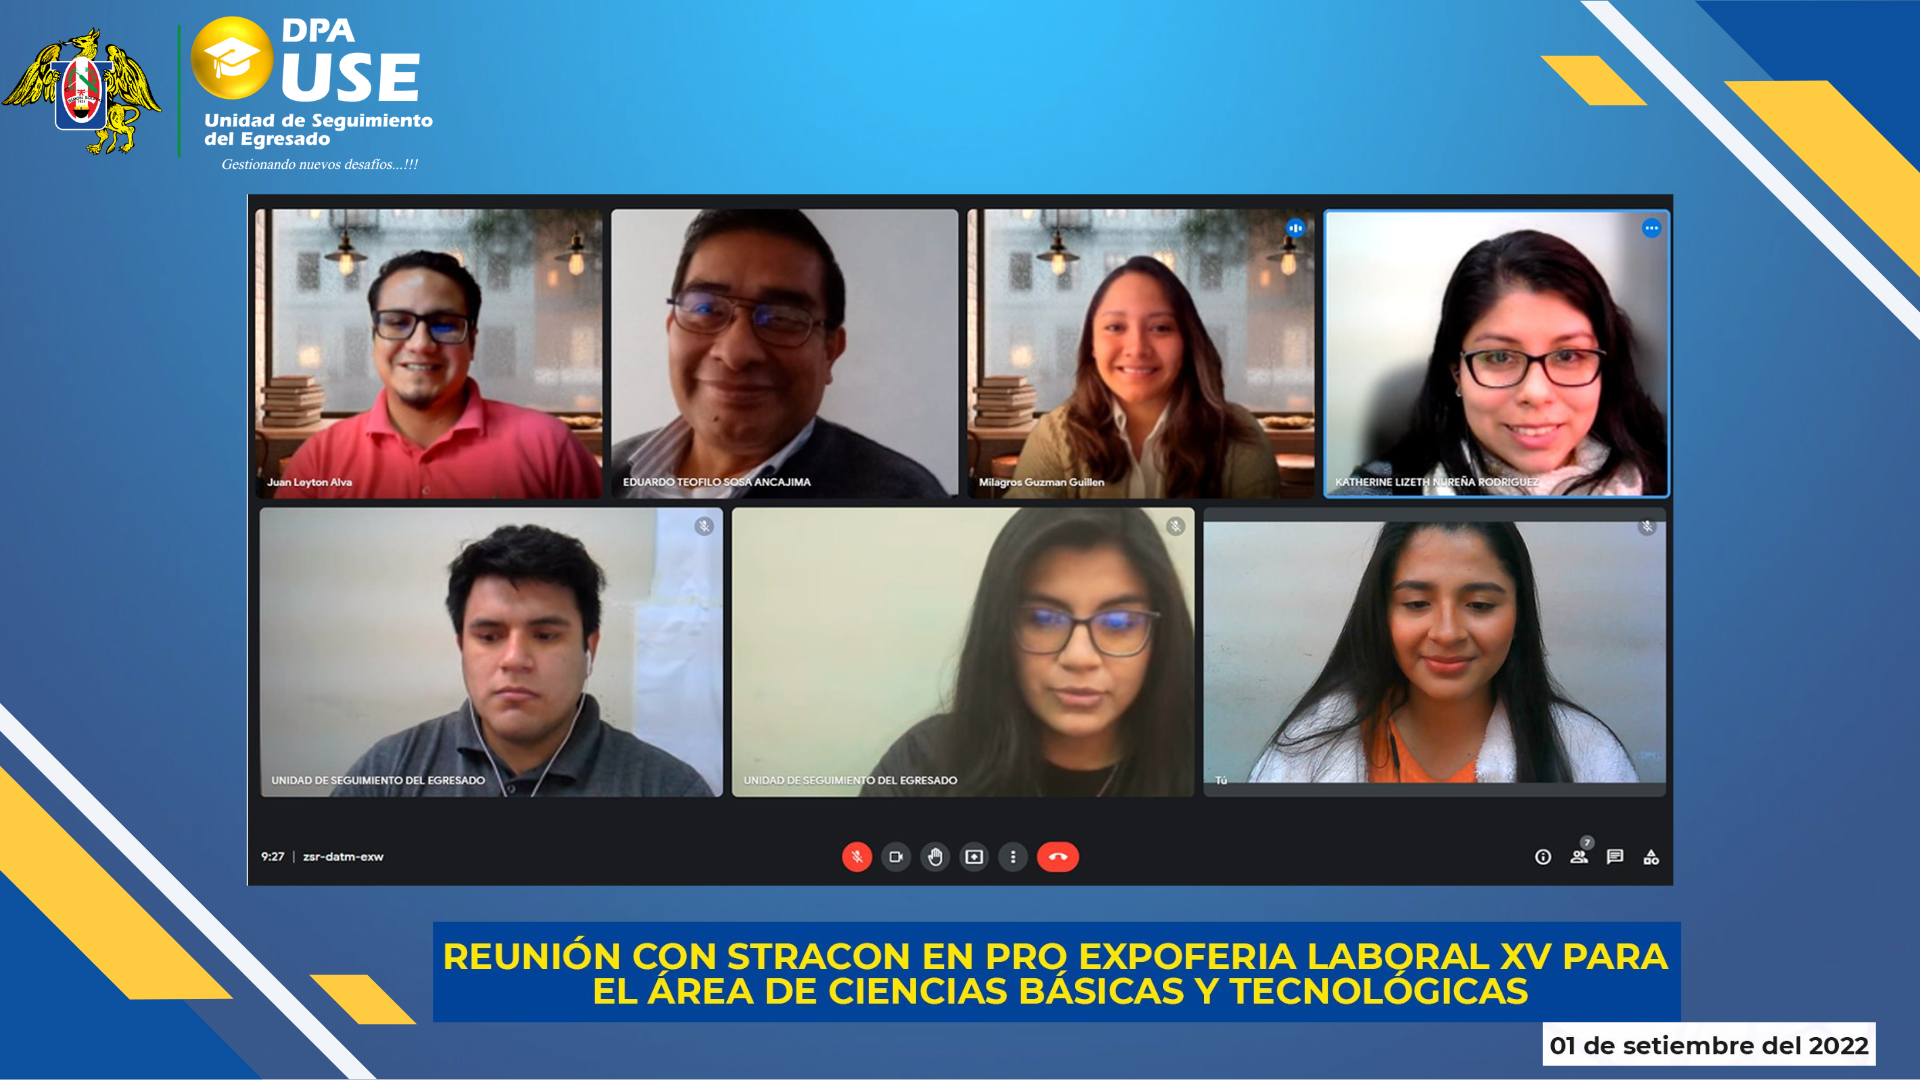 DPA
USE
Unidad de Seguimiento
del Egresado
Gestionando nuevos desafíos...!!!
Juan Leyton Alva
EDUARDO TEOFILO SOSA ANCAJIMA
Milagros Guzman Guillen
KATHERINE LIZETH NUREÑA RODRIGUEZ
UNIDAD DE SEGUIMIENTO DEL EGRESADO
UNIDAD DE SEGUIMIENTO DEL EGRESADO
Tú
9:27 | zsr-datm-exw
7
REUNIÓN CON STRACON EN PRO EXPOFERIA LABORAL XV PARA
EL ÁREA DE CIENCIAS BÁSICAS Y TECNOLÓGICAS
01 de setiembre del 2022